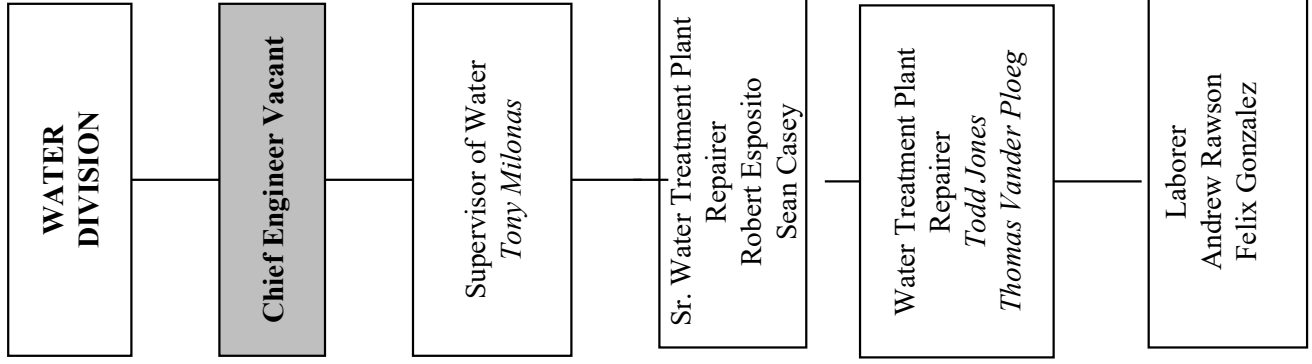 WATER
DIVISION
Chief Engineer Vacant
Supervisor of Water
Tony Milonas
Sr. Water Treatment Plant
Repairer
Robert Esposito
Sean Casey
Water Treatment Plant
Repairer
Todd Jones
Thomas Vander Ploeg
Laborer
Andrew Rawson
Felix Gonzalez